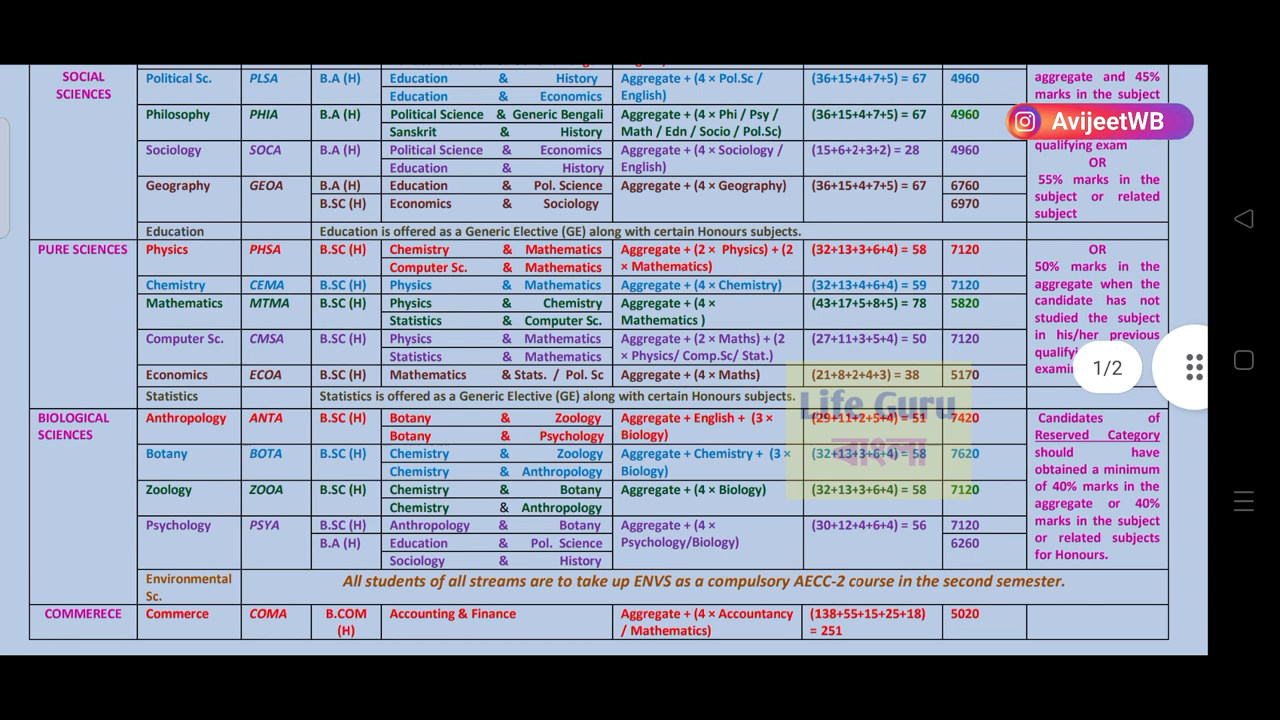 SOCIAL SCIENCES
Political Sc. PLSA B.A (H) Education & History Aggregate + (4 × Pol.Sc / English) (36+15+4+7+5) = 67 4960
Education & Economics
Philosophy PHIA B.A (H) Political Science & Generic Bengali Aggregate + (4 × Phi / Psy / Math / Edn / Socio / Pol.Sc) (36+15+4+7+5) = 67 4960
Sanskrit & History
Sociology SOCA B.A (H) Political Science & Economics Aggregate + (4 × Sociology / English) (15+6+2+3+2) = 28 4960
Education & History
Geography GEOA B.A (H) Education & Pol. Science Aggregate + (4 × Geography) (36+15+4+7+5) = 67 6760
B.SC (H) Economics & Sociology 6970
Education Education is offered as a Generic Elective (GE) along with certain Honours subjects.
aggregate and 45%
marks in the subject
AvijeetWB
qualifying exam
OR
55% marks in the
subject or related
subject
PURE SCIENCES
Physics PHSA B.SC (H) Chemistry & Mathematics Aggregate + (2 × Physics) + (2 × Mathematics) (32+13+3+6+4) = 58 7120
Computer Sc. & Mathematics
Chemistry CEMA B.SC (H) Physics & Mathematics Aggregate + (4 × Chemistry) (32+13+4+6+4) = 59 7120
Mathematics MTMA B.SC (H) Physics & Chemistry Aggregate + (4 × Mathematics ) (43+17+5+8+5) = 78 5820
Statistics & Computer Sc.
Computer Sc. CMSA B.SC (H) Physics & Mathematics Aggregate + (2 × Maths) + (2 × Physics/ Comp.Sc/ Stat.) (27+11+3+5+4) = 50 7120
Statistics & Mathematics
Economics ECOA B.SC (H) Mathematics & Stats. / Pol. Sc Aggregate + (4 × Maths) (21+8+2+4+3) = 38 5170
Statistics Statistics is offered as a Generic Elective (GE) along with certain Honours subjects.
OR
50% marks in the
aggregate when the
candidate has not
studied the subject
in his/her previous
1/2
Life Guru
বাংলা
BIOLOGICAL SCIENCES
Anthropology ANTA B.SC (H) Botany & Zoology Aggregate + English + (3 × Biology) (29+11+2+5+4) = 51 7420
Botany & Psychology
Botany BOTA B.SC (H) Chemistry & Zoology Aggregate + Chemistry + (3 × Biology) (32+13+3+6+4) = 58 7620
Chemistry & Anthropology
Zoology ZOOA B.SC (H) Chemistry & Botany Aggregate + (4 × Biology) (32+13+3+6+4) = 58 7120
Chemistry & Anthropology
Psychology PSYA B.SC (H) Anthropology & Botany Aggregate + (4 × Psychology/Biology) (30+12+4+6+4) = 56 7120
B.A (H) Education & Pol. Science 6260
Sociology & History
Environmental Sc. All students of all streams are to take up ENVS as a compulsory AECC-2 course in the second semester.
Candidates of
Reserved Category
should have
obtained a minimum
of 40% marks in the
aggregate or 40%
marks in the subject
or related subjects
for Honours.
COMMERECE
Commerce COMA B.COM (H) Accounting & Finance Aggregate + (4 × Accountancy / Mathematics) (138+55+15+25+18) = 251 5020